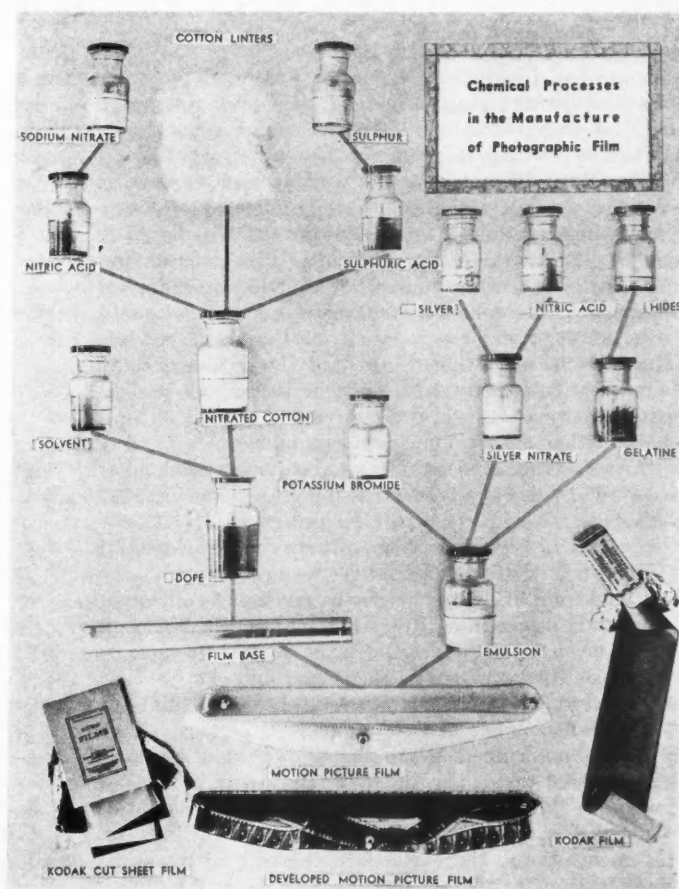 COTTON LINTERS
SODIUM NITRATE
SULPHUR
Chemical Processes
in the Manufacture
of Photographic Film
NITRIC ACID
SULPHURIC ACID
SILVER
NITRIC ACID
HIDES
NITRATED COTTON
SOLVENT
POTASSIUM BROMIDE
SILVER NITRATE
GELATINE
DOPE
FILM BASE
EMULSION
FILMS
MOTION PICTURE FILM
KODAK FILM
KODAK CUT SHEET FILM
DEVELOPED MOTION PICTURE FILM